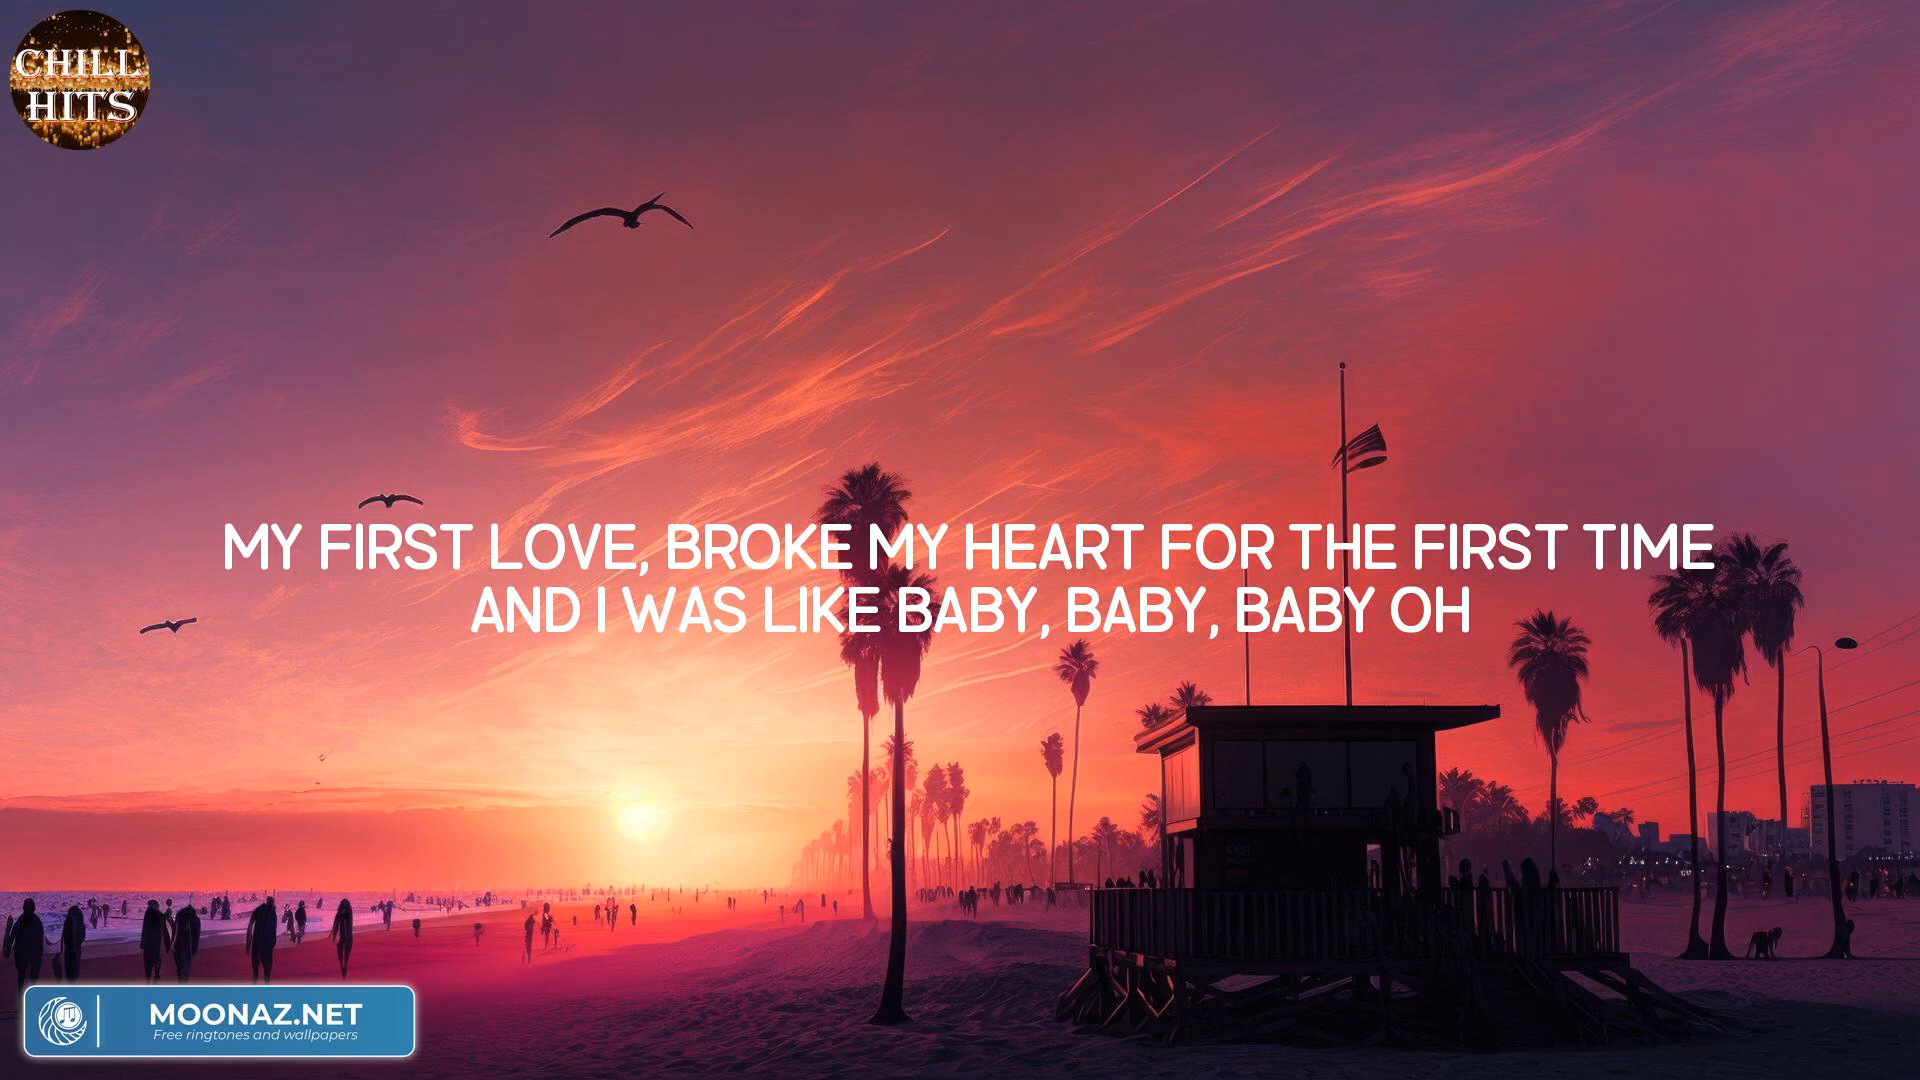 CHILL
HITS
MY FIRST LOVE, BROKE MY HEART FOR THE FIRST TIME
AND I WAS LIKE BABY, BABY, BABY OH
MOONAZ.NET
Free ringtones and wallpapers